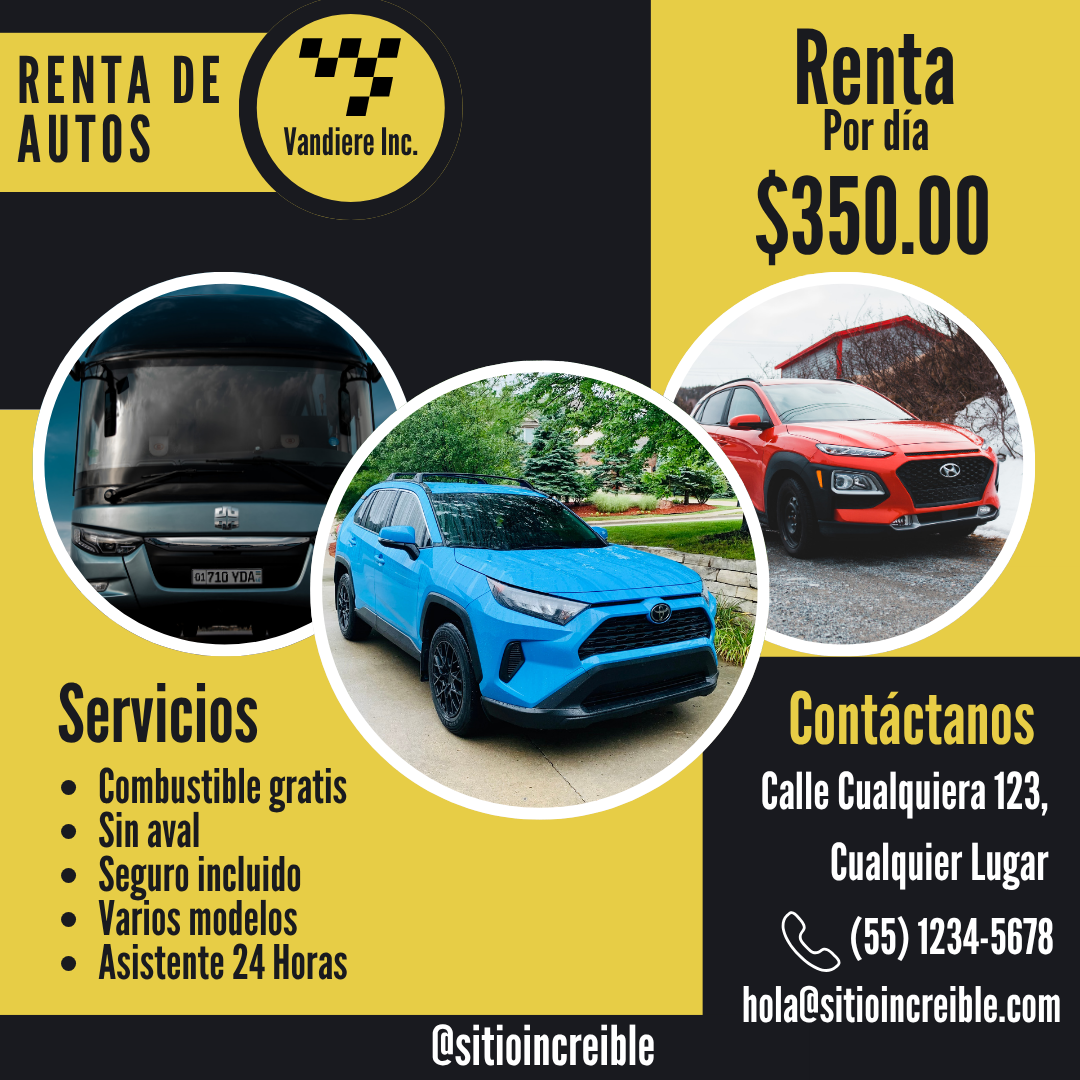 RENTA DE
AUTOS
Vandiere Inc.
Renta
Por día
$350.00
01 710 YDA
Servicios
Combustible gratis
Sin aval
Seguro incluido
Varios modelos
Asistente 24 Horas
Contáctanos
Calle Cualquiera 123,
Cualquier Lugar
(55) 1234-5678
hola@sitioincreible.com
@sitioincreible